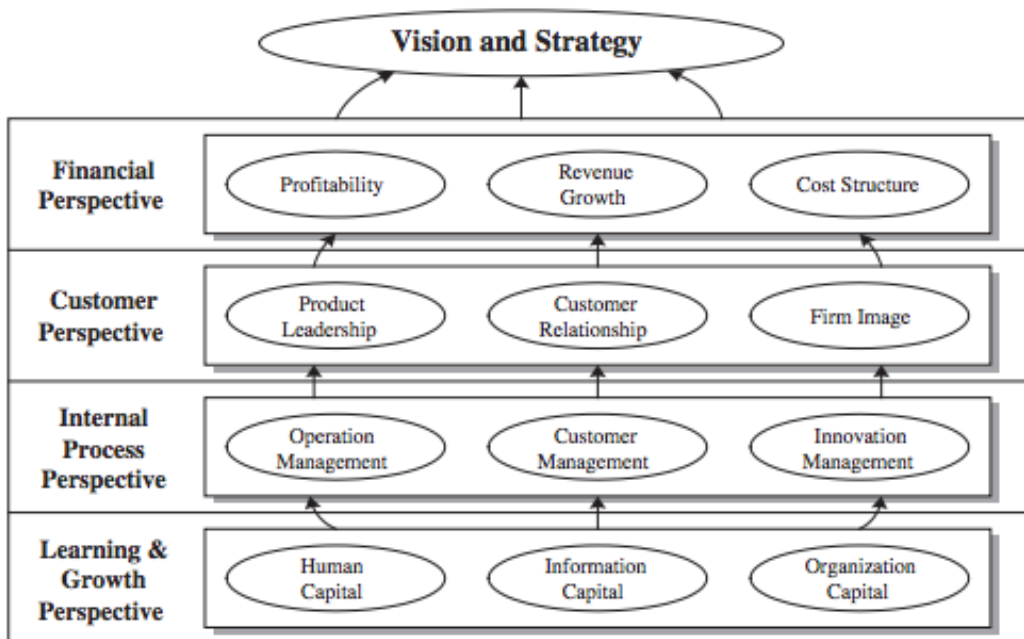 Vision and Strategy
Financial
Perspective
Profitability
Revenue
Growth
Cost Structure
Customer
Perspective
Product
Leadership
Customer
Relationship
Firm Image
Internal
Process
Perspective
Operation
Management
Customer
Management
Innovation
Management
Learning &
Growth
Perspective
Human
Capital
Information
Capital
Organization
Capital